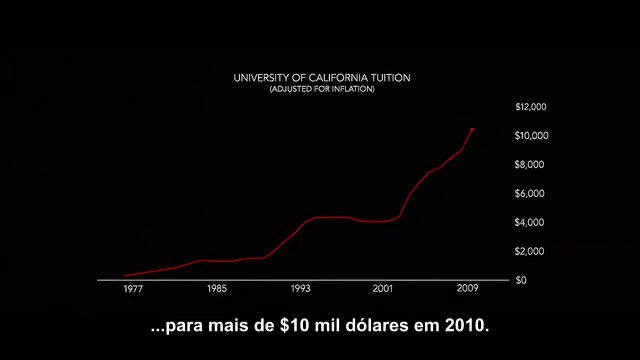 UNIVERSITY OF CALIFORNIA TUITION
(ADJUSTED FOR INFLATION)
$12,000
$10,000
$8,000
$6,000
$4,000
$2,000
$0
1977 1985 1993 2001 2009
...para mais de $10 mil dólares em 2010.